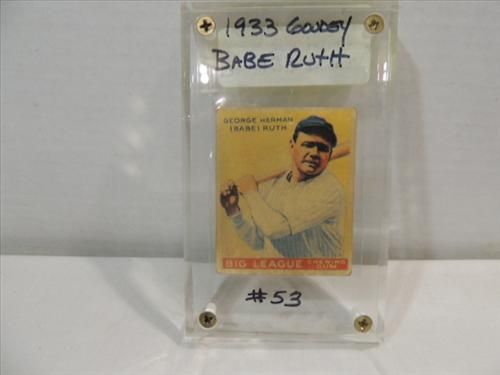 1933 GOUDEY
BABE RUTH
GEORGE HERMAN
(BABE) RUTH
BIG LEAGUE CHEWING GUM
#53